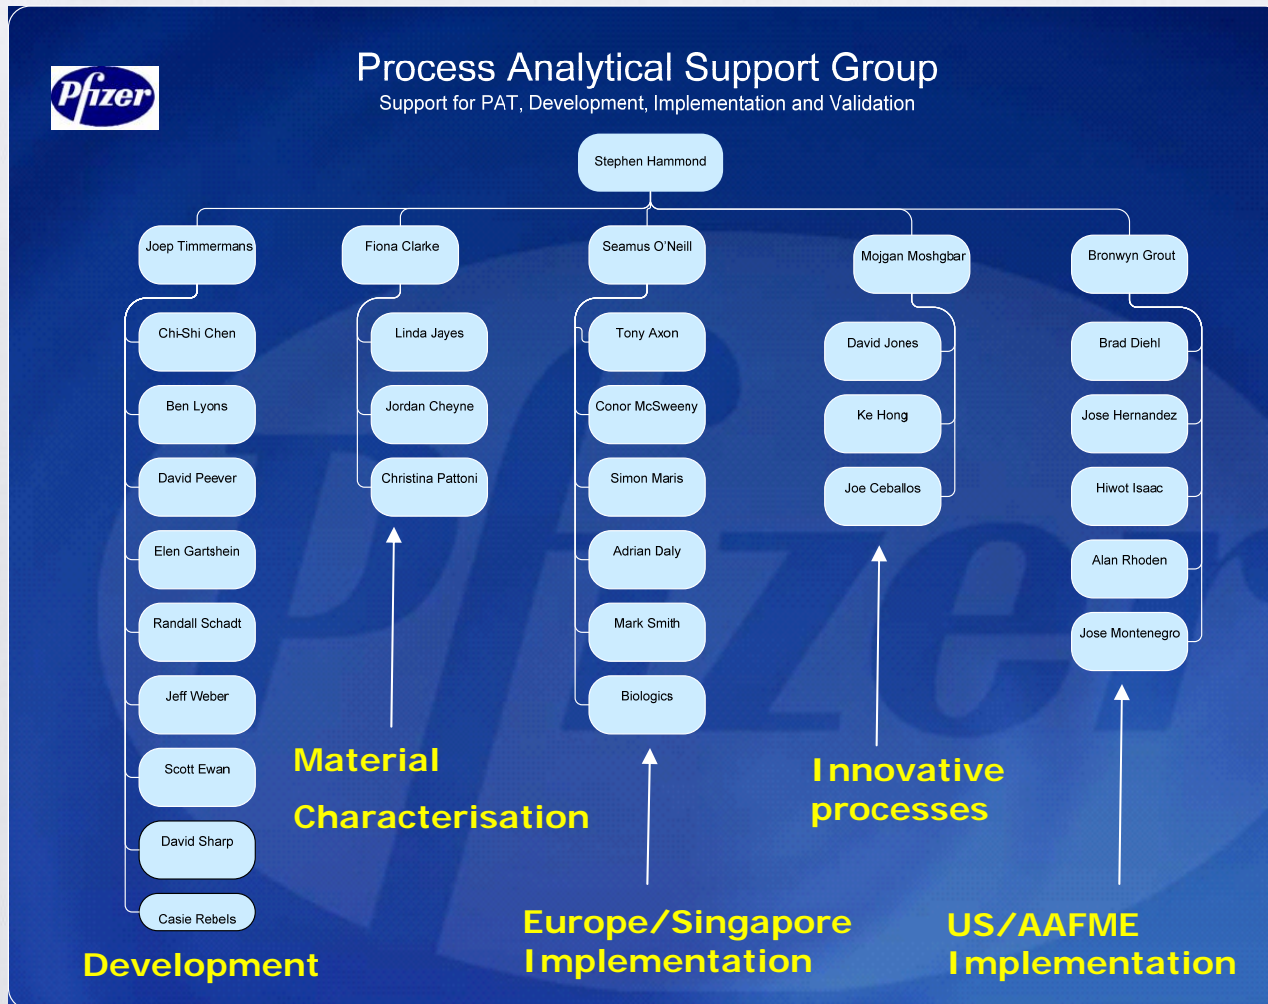 Pfizer
Process Analytical Support Group
Support for PAT, Development, Implementation and Validation
Stephen Hammond
Joep Timmermans
Chi-Shi Chen
Ben Lyons
David Peever
Elen Gartshein
Randall Schadt
Jeff Weber
Scott Ewan
David Sharp
Casie Rebels
Development
Fiona Clarke
Linda Jayes
Jordan Cheyne
Christina Pattoni
Material
Characterisation
Seamus O’Neill
Tony Axon
Conor McSweeny
Simon Maris
Adrian Daly
Mark Smith
Biologics
Europe/Singapore
Implementation
Mojgan Moshgbar
David Jones
Ke Hong
Joe Ceballos
Innovative
processes
Bronwyn Grout
Brad Diehl
Jose Hernandez
Hiwot Isaac
Alan Rhoden
Jose Montenegro
US/AAFME
Implementation
Pfizer